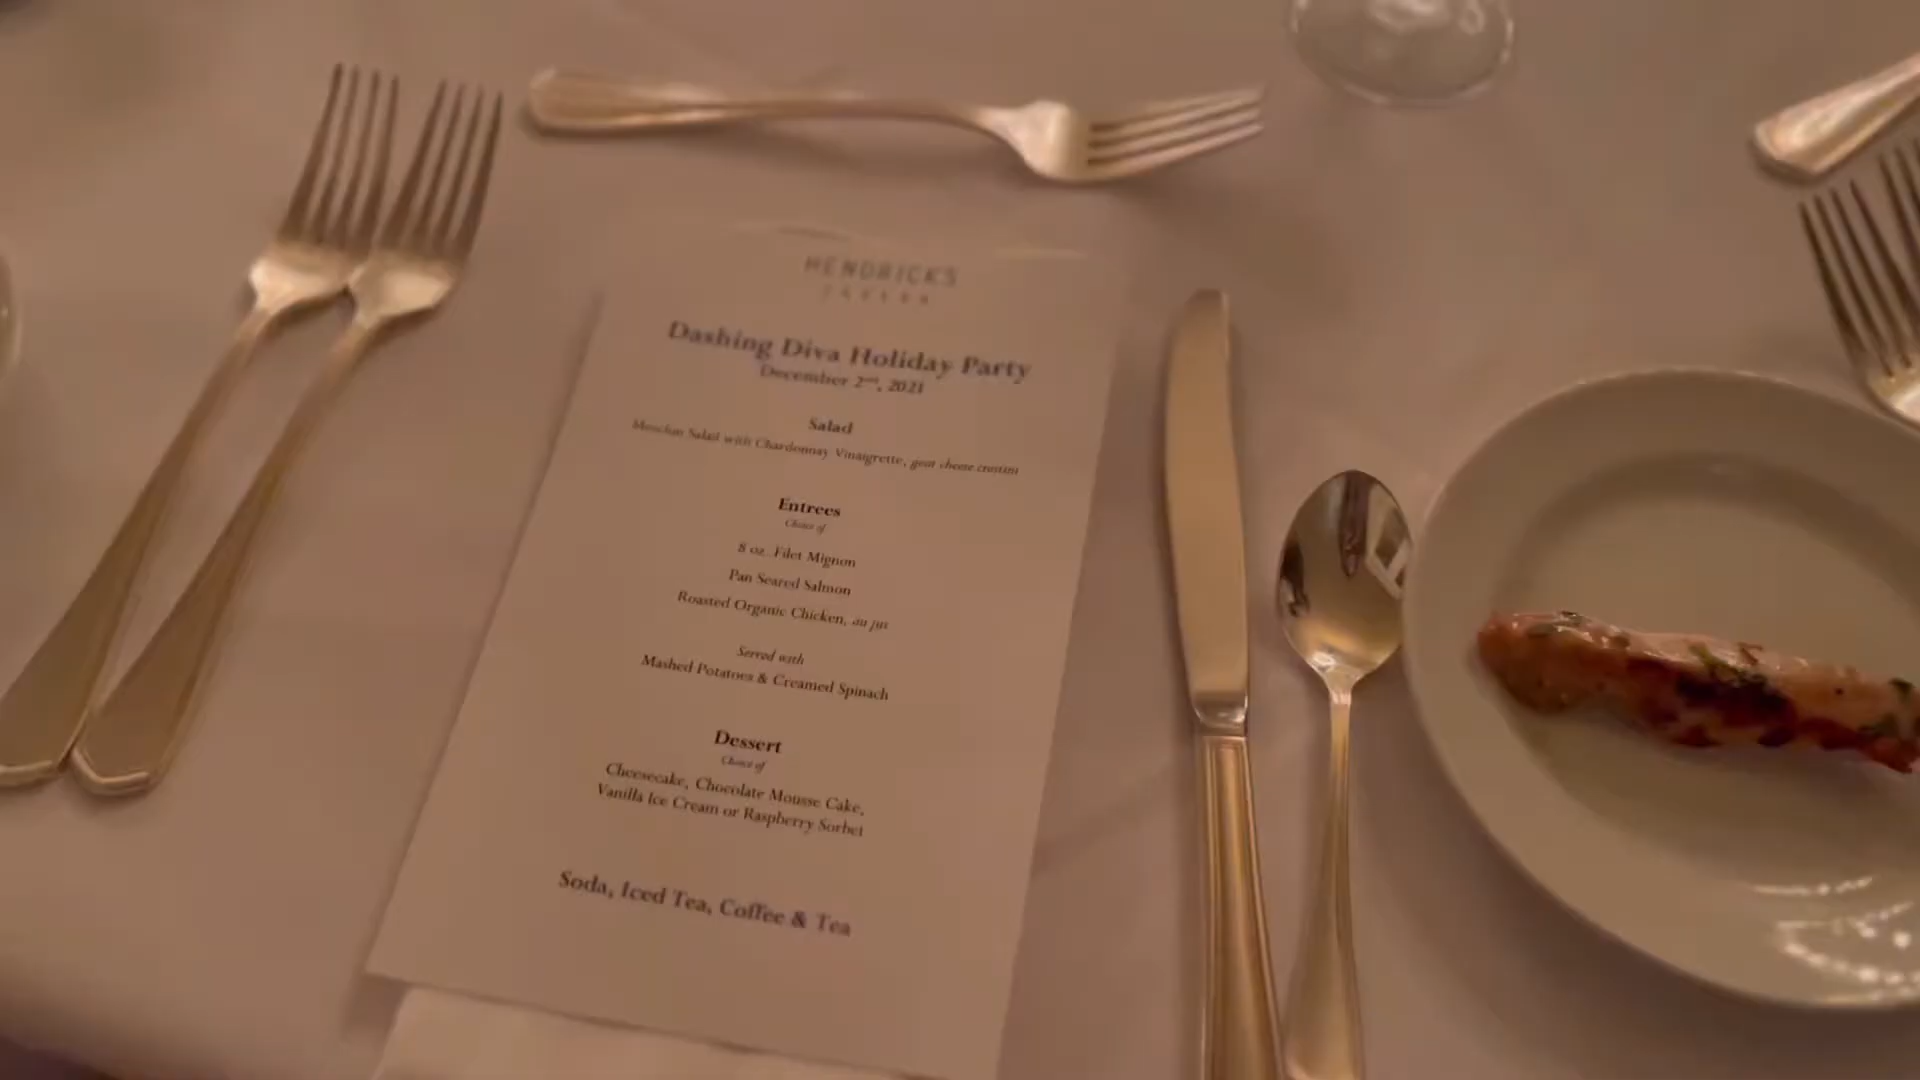 HENDRICKS
TAVERN
Dashing Diva Holiday Party
December 2nd, 2021
Salad
Mesclun Salad with Chardonnay Vinaigrette, goat cheese crostini
Entrees
Choice of
8 oz. Filet Mignon
Pan Seared Salmon
Roasted Organic Chicken, au jus
Served with
Mashed Potatoes & Creamed Spinach
Dessert
Choice of
Cheesecake, Chocolate Mousse Cake,
Vanilla Ice Cream or Raspberry Sorbet
Soda, Iced Tea, Coffee & Tea